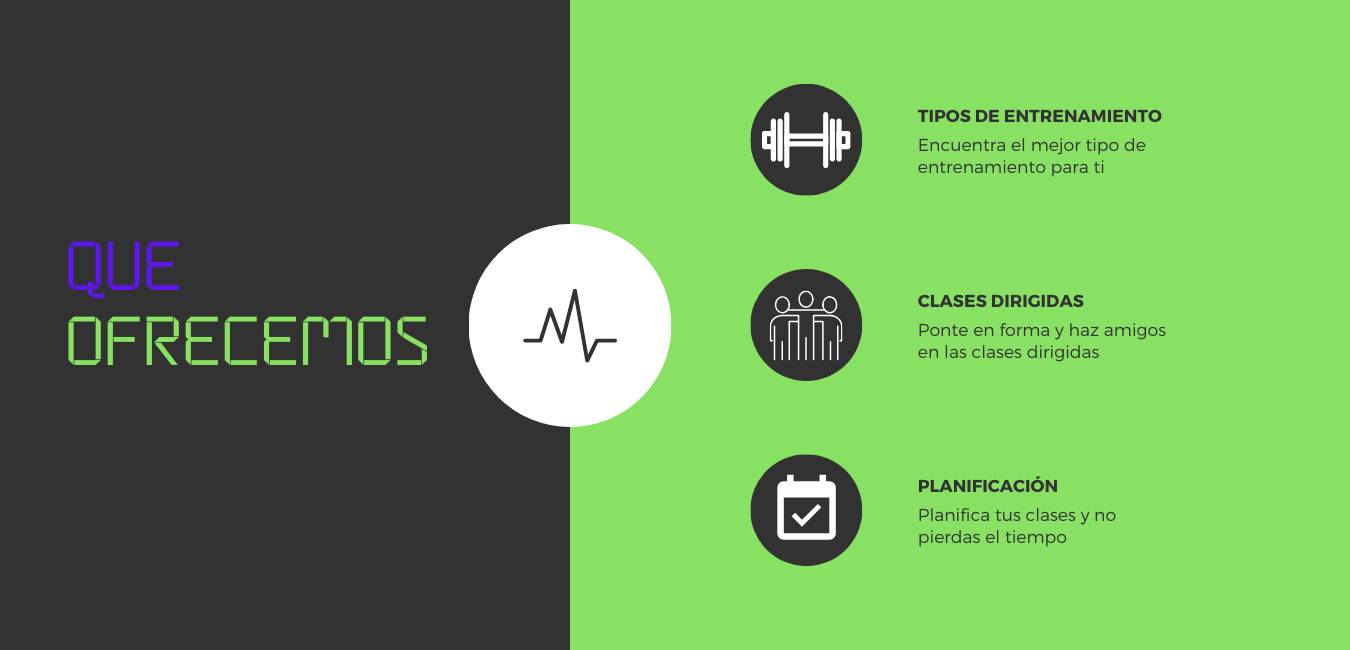 QUE
OFRECEMOS
TIPOS DE ENTRENAMIENTO
Encuentra el mejor tipo de
entrenamiento para ti
CLASES DIRIGIDAS
Ponte en forma y haz amigos
en las clases dirigidas
PLANIFICACIÓN
Planifica tus clases y no
pierdas el tiempo